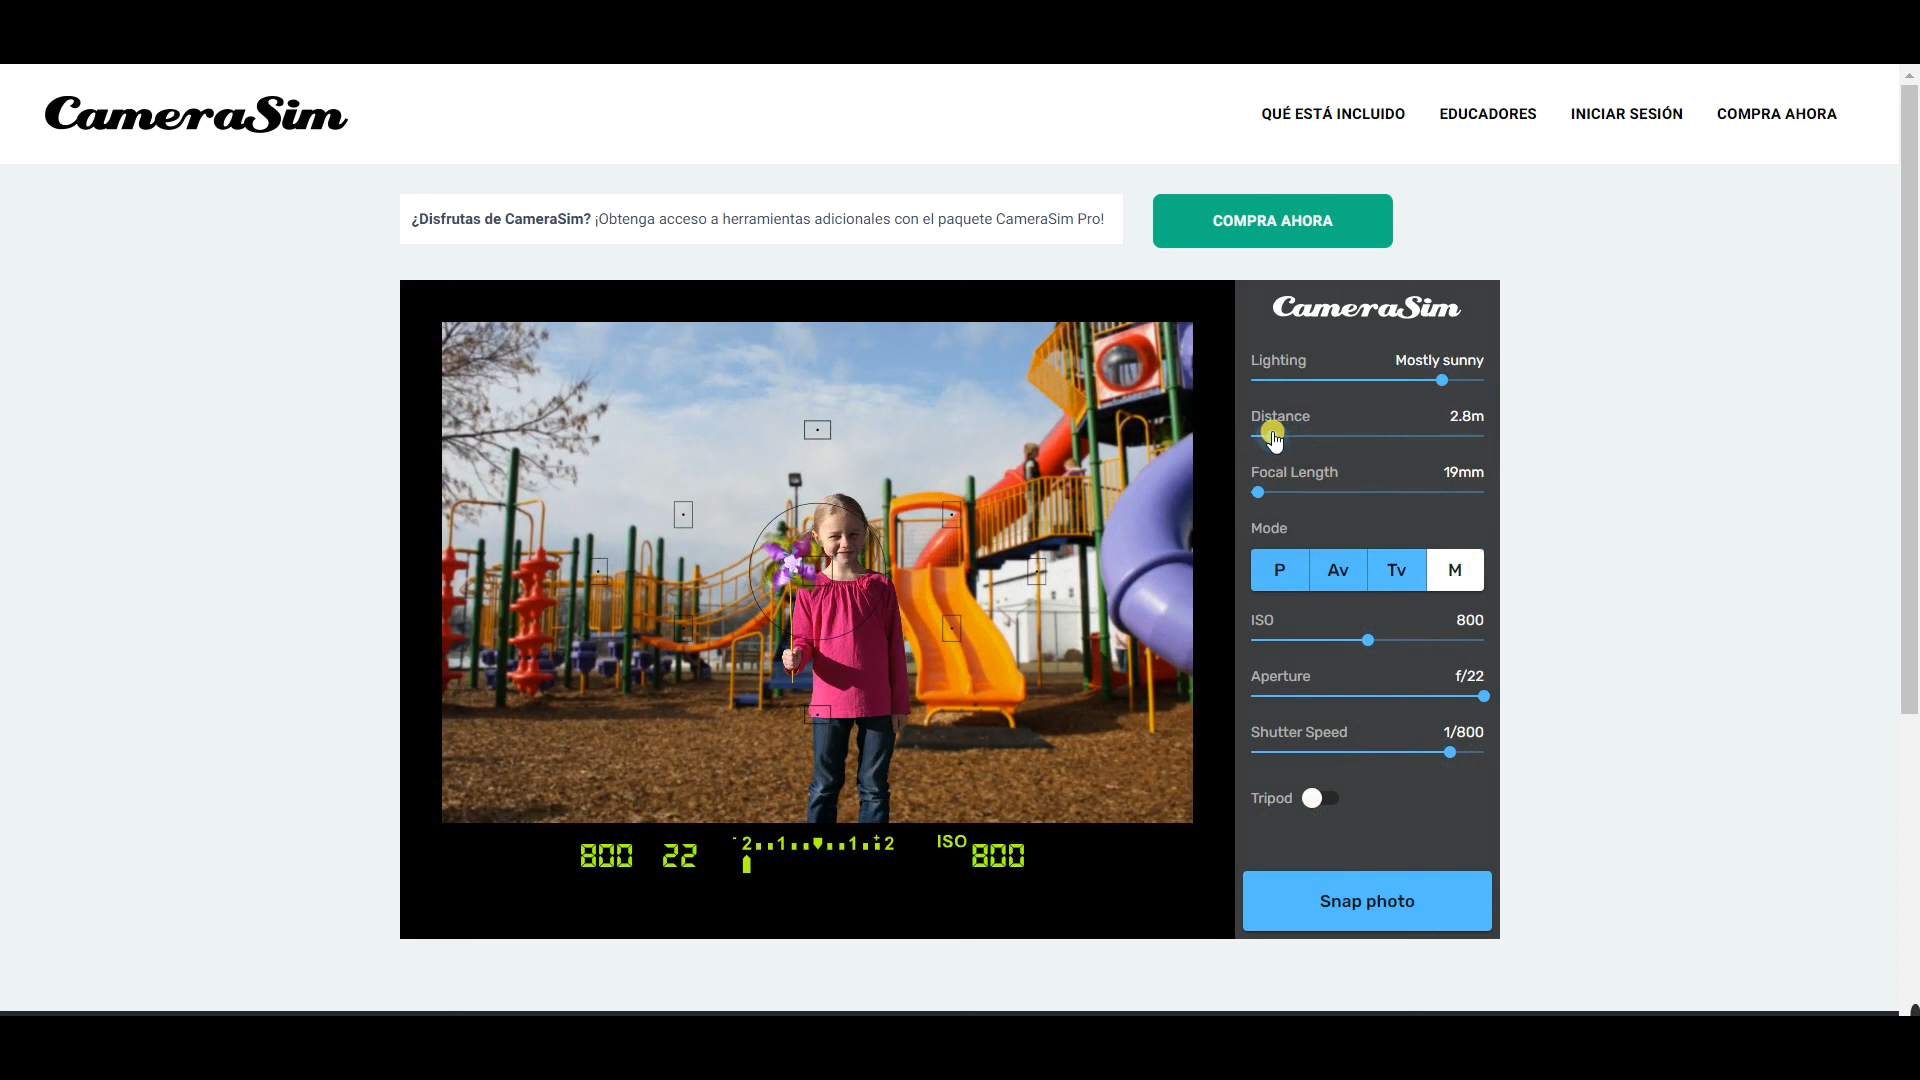 CameraSim
QUÉ ESTÁ INCLUIDO EDUCADORES INICIAR SESIÓN COMPRA AHORA
¿Disfrutas de CameraSim? ¡Obtenga acceso a herramientas adicionales con el paquete CameraSim Pro!
COMPRA AHORA
CameraSim
Lighting Mostly sunny
Distance 2.8m
Focal Length 19mm
Mode
P Av Tv M
ISO 800
Aperture f/22
Shutter Speed 1/800
Tripod
Snap photo
800 22 -2..1..▼..1..+2 ISO 800